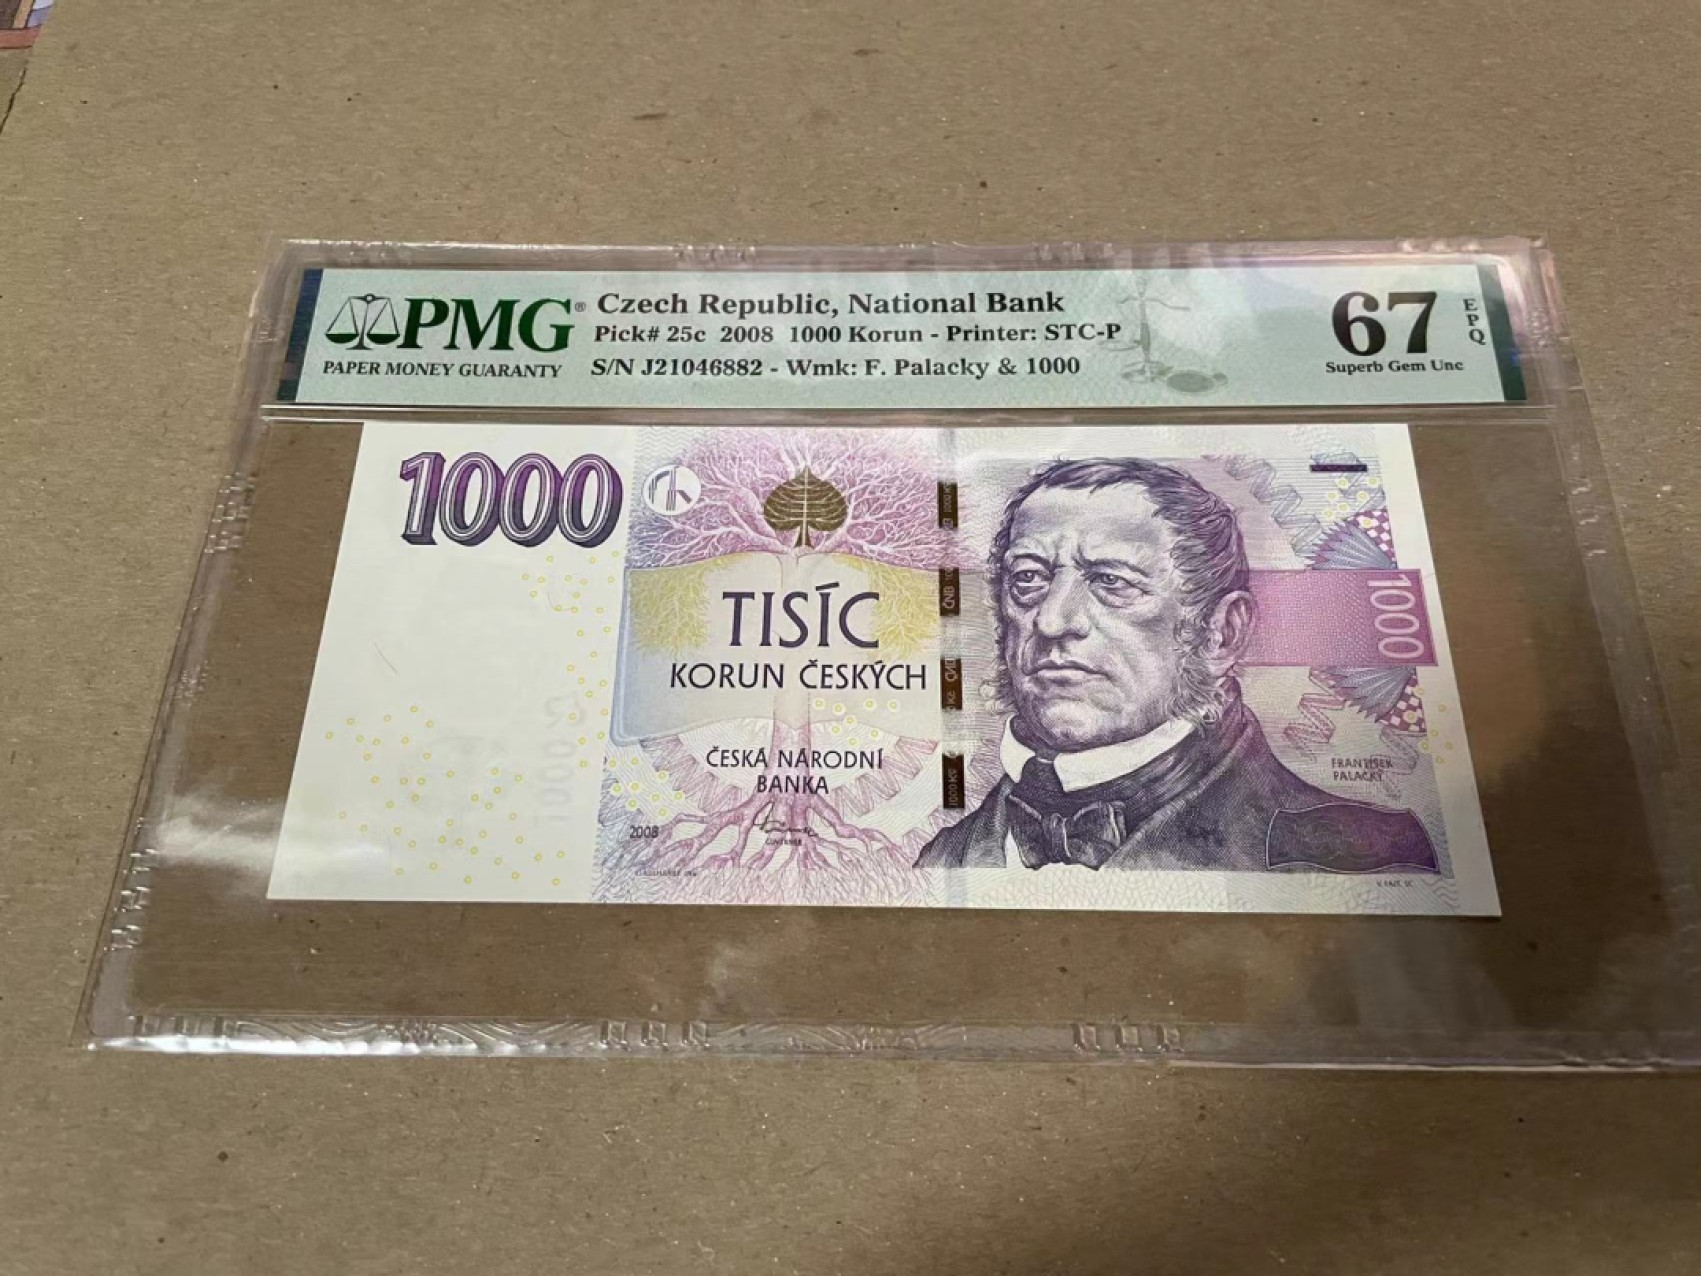 PMG®
PAPER MONEY GUARANTY
Czech Republic, National Bank
Pick# 25c 2008 1000 Korun - Printer: STC-P
S/N J21046882 - Wmk: F. Palacky & 1000
67
EPQ
Superb Gem Unc
1000
TISÍC
KORUN ČESKÝCH
ČESKÁ NÁRODNÍ
BANKA
2008
GUVERNÉR
1000
FRANTIŠEK
PALACKÝ